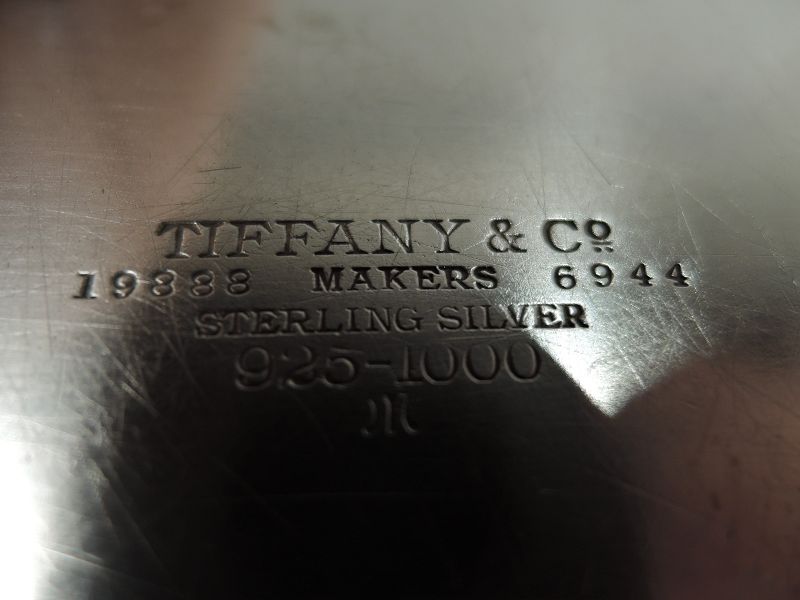 TIFFANY & Cº
19888 MAKERS 6944
STERLING SILVER
925-1000
M